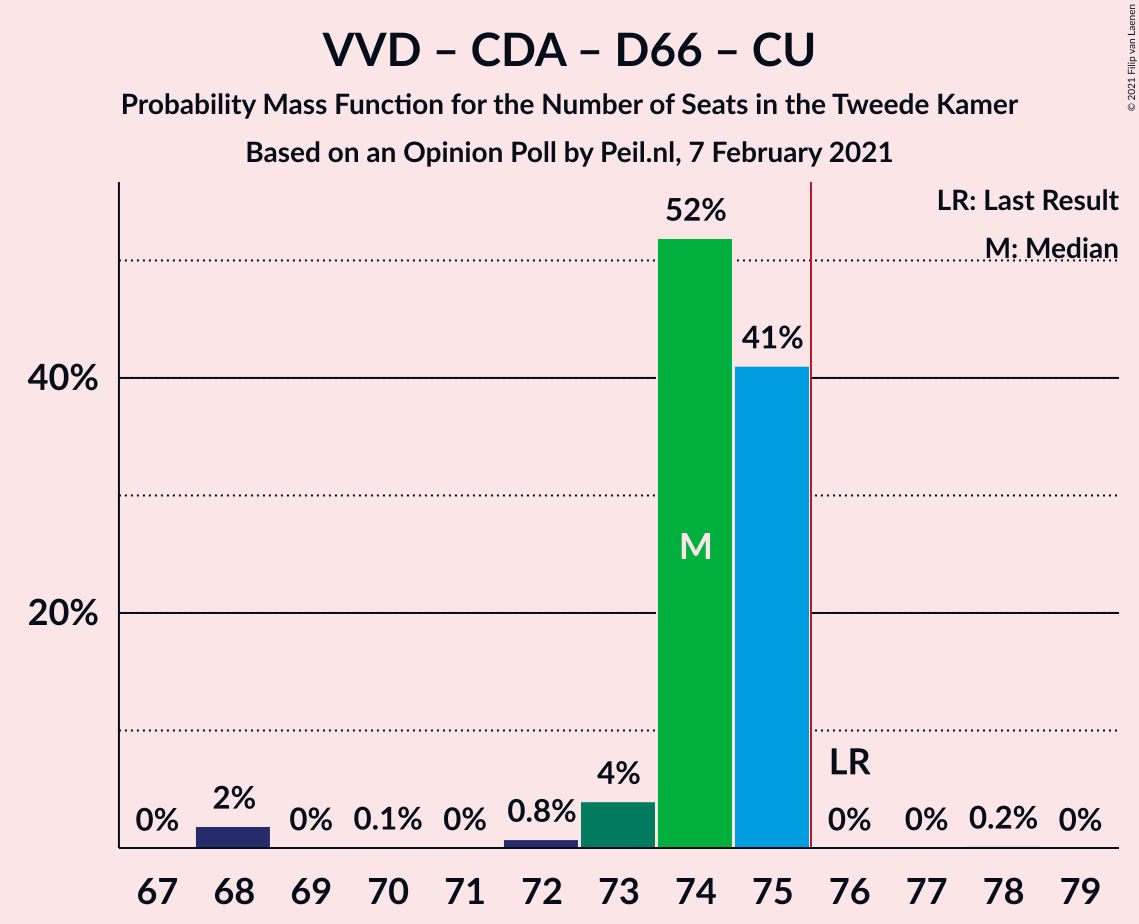 VVD – CDA – D66 – CU
Probability Mass Function for the Number of Seats in the Tweede Kamer
Based on an Opinion Poll by Peil.nl, 7 February 2021
© 2021 Filip van Laenen
LR: Last Result
M: Median
52%
41%
40%
M
20%
LR
4%
2%
0.8%
0% 0% 0.1% 0% 0% 0% 0.2% 0%
67 68 69 70 71 72 73 74 75 76 77 78 79